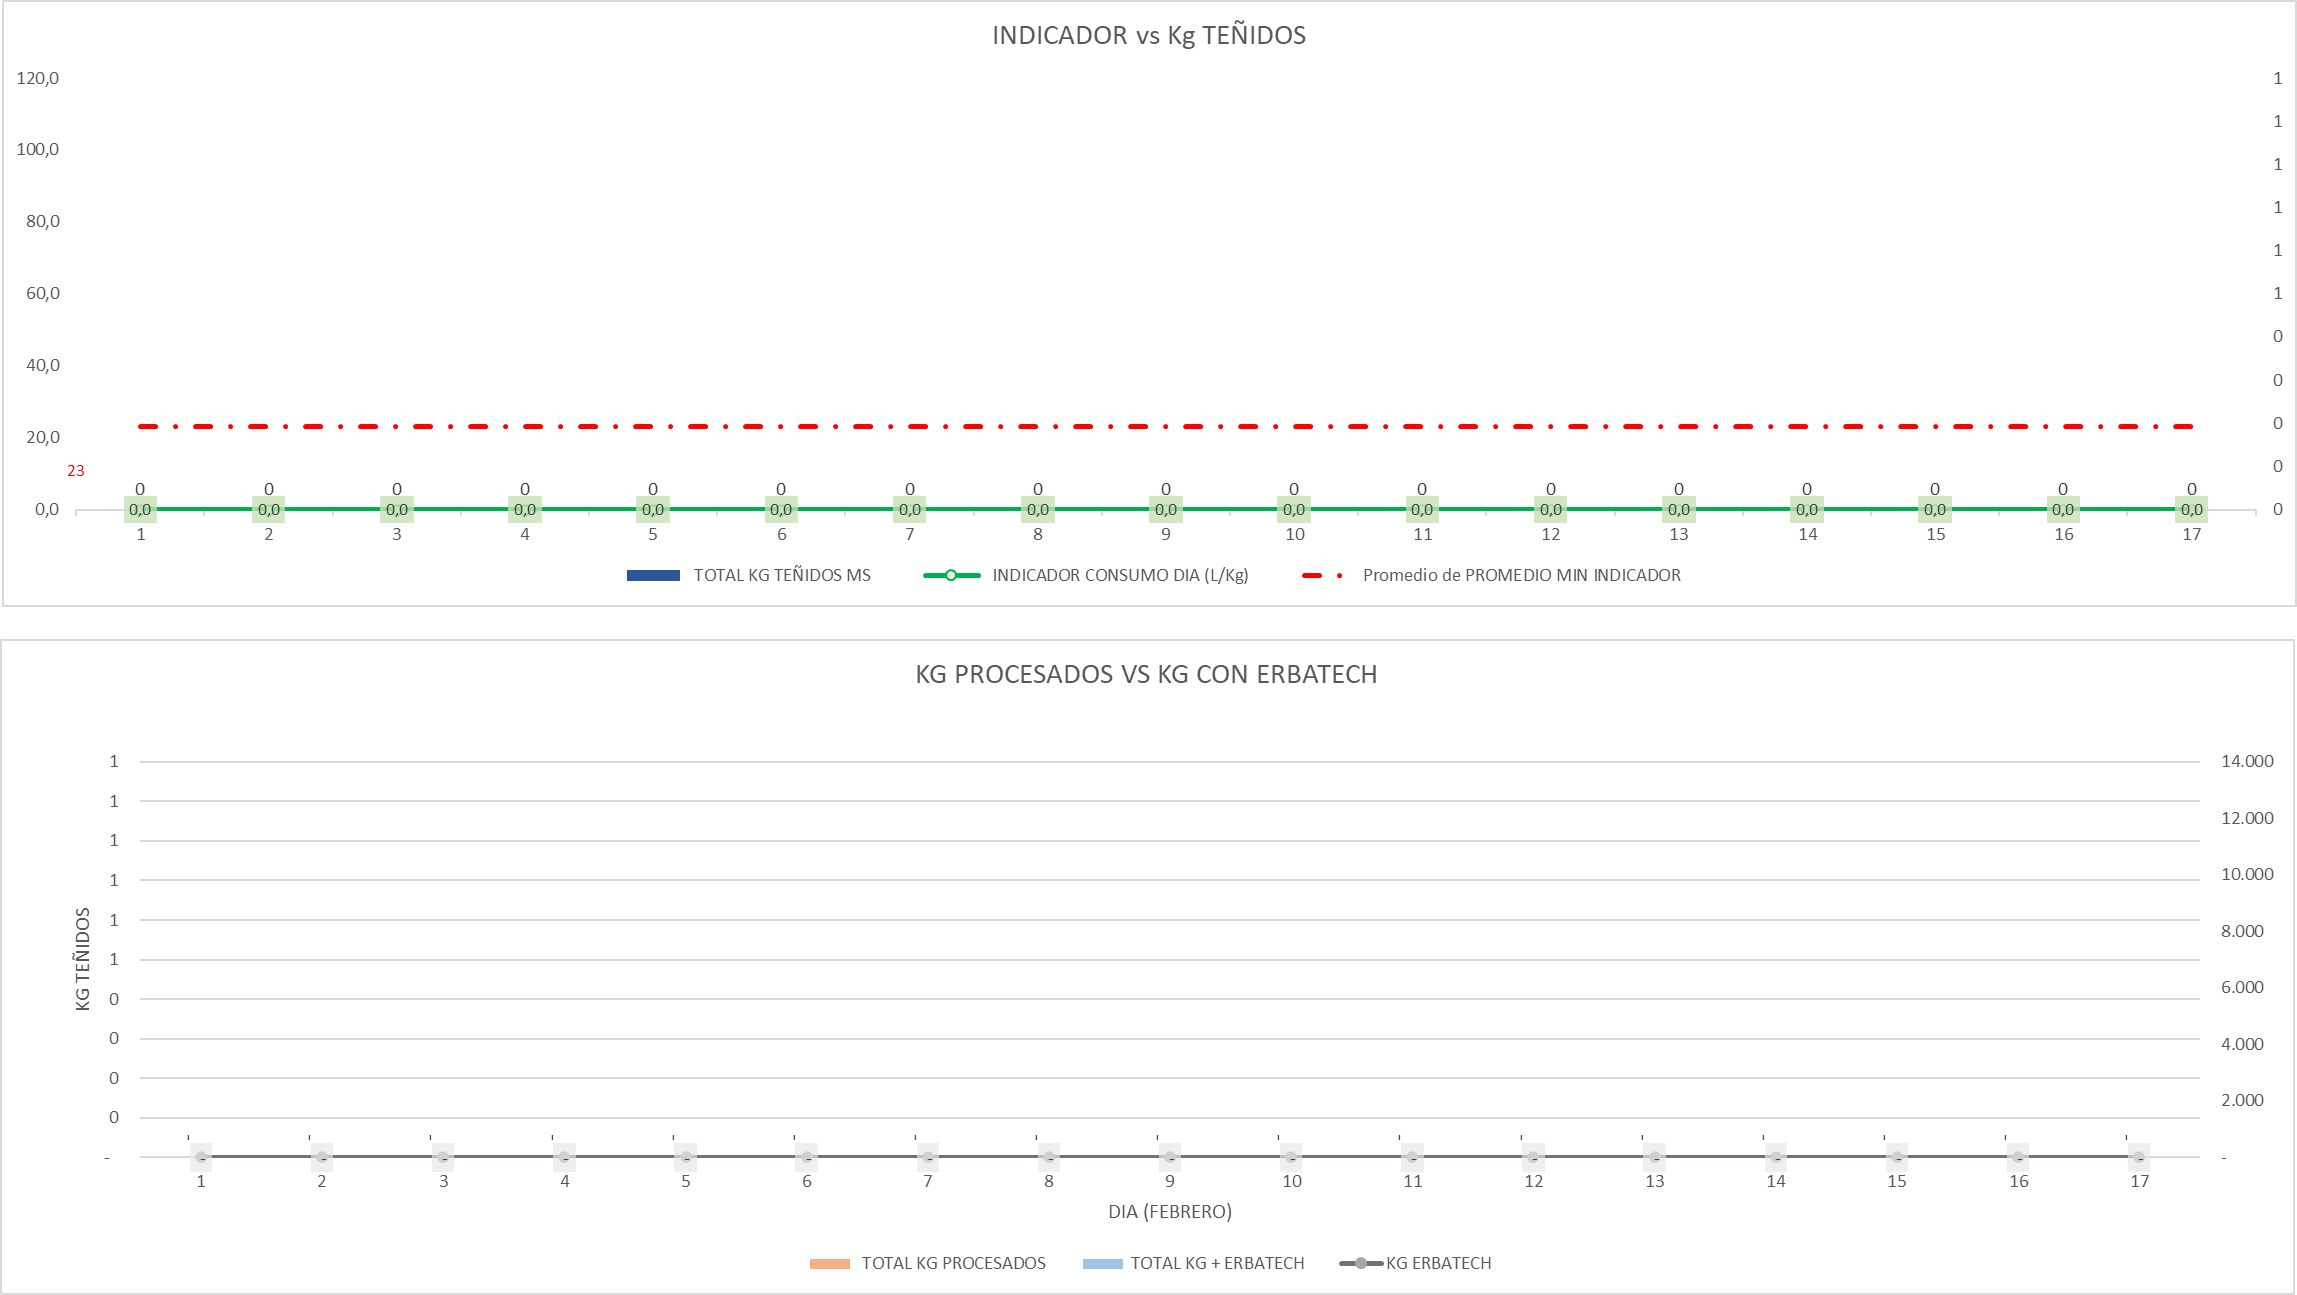 INDICADOR vs Kg TEÑIDOS
120,0 1
100,0 1
1
80,0 1
1
60,0 1
0
40,0 0
20,0 0
23 0
0 0 0 0 0 0 0 0 0 0 0 0 0 0 0 0 0
0,0 0,0 0,0 0,0 0,0 0,0 0,0 0,0 0,0 0,0 0,0 0,0 0,0 0,0 0,0 0,0 0,0 0,0 0
1 2 3 4 5 6 7 8 9 10 11 12 13 14 15 16 17
TOTAL KG TEÑIDOS MS INDICADOR CONSUMO DIA (L/Kg) Promedio de PROMEDIO MIN INDICADOR
KG PROCESADOS VS KG CON ERBATECH
KG TEÑIDOS
1 14.000
1 12.000
1
1 10.000
1 8.000
1
0 6.000
0 4.000
0 2.000
0
- - - - - - - - - - - - - - - - -
- - - - - - - - - - - - - - - - - - -
1 2 3 4 5 6 7 8 9 10 11 12 13 14 15 16 17
DIA (FEBRERO)
TOTAL KG PROCESADOS TOTAL KG + ERBATECH KG ERBATECH